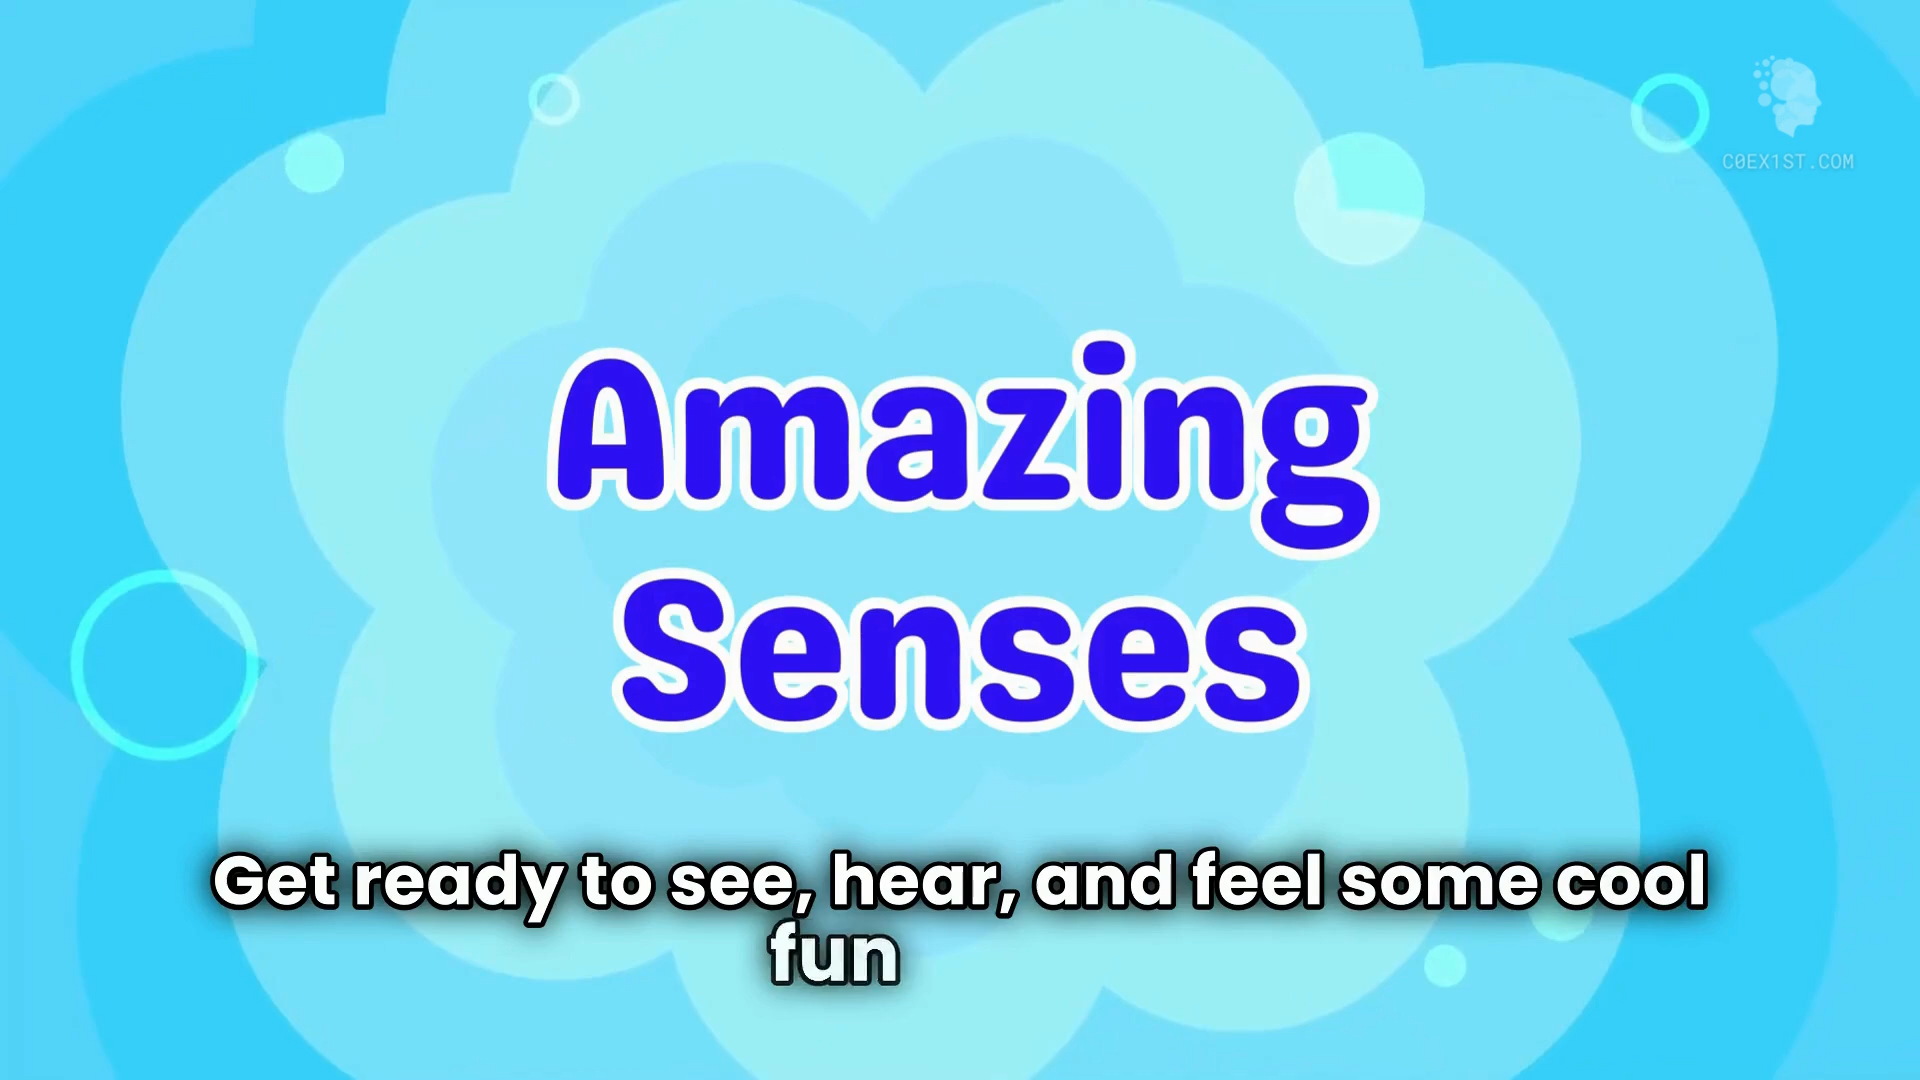 C0EX1ST.COM
Amazing
Senses
Get ready to see, hear, and feel some cool
fun